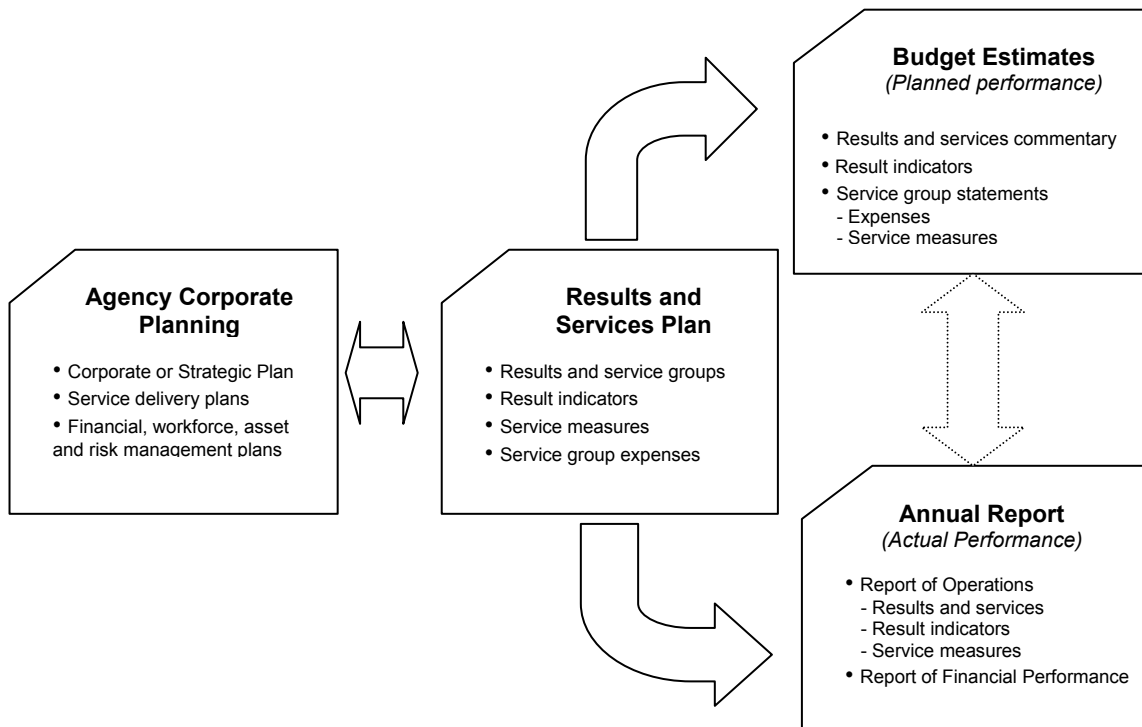 Agency Corporate
Planning
• Corporate or Strategic Plan
• Service delivery plans
• Financial, workforce, asset
and risk management plans
Results and
Services Plan
• Results and service groups
• Result indicators
• Service measures
• Service group expenses
Budget Estimates
(Planned performance)
• Results and services commentary
• Result indicators
• Service group statements
- Expenses
- Service measures
Annual Report
(Actual Performance)
• Report of Operations
- Results and services
- Result indicators
- Service measures
• Report of Financial Performance